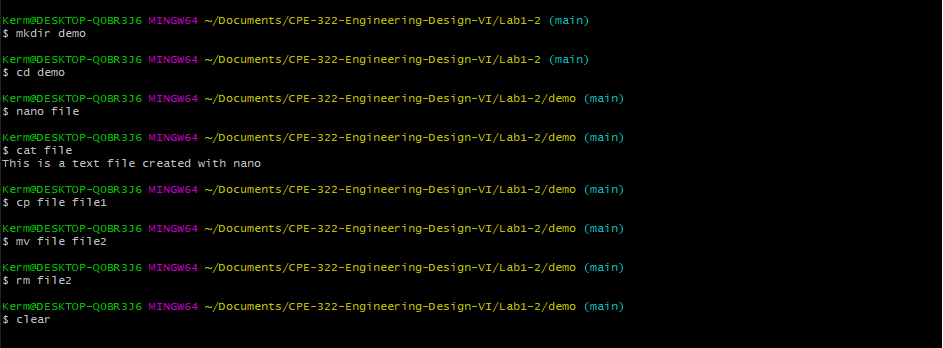 Kerm@DESKTOP-QOBR3J6 MINGW64 ~/Documents/CPE-322-Engineering-Design-VI/Lab1-2 (main)
$ mkdir demo
Kerm@DESKTOP-QOBR3J6 MINGW64 ~/Documents/CPE-322-Engineering-Design-VI/Lab1-2 (main)
$ cd demo
Kerm@DESKTOP-QOBR3J6 MINGW64 ~/Documents/CPE-322-Engineering-Design-VI/Lab1-2/demo (main)
$ nano file
Kerm@DESKTOP-QOBR3J6 MINGW64 ~/Documents/CPE-322-Engineering-Design-VI/Lab1-2/demo (main)
$ cat file
This is a text file created with nano
Kerm@DESKTOP-QOBR3J6 MINGW64 ~/Documents/CPE-322-Engineering-Design-VI/Lab1-2/demo (main)
$ cp file file1
Kerm@DESKTOP-QOBR3J6 MINGW64 ~/Documents/CPE-322-Engineering-Design-VI/Lab1-2/demo (main)
$ mv file file2
Kerm@DESKTOP-QOBR3J6 MINGW64 ~/Documents/CPE-322-Engineering-Design-VI/Lab1-2/demo (main)
$ rm file2
Kerm@DESKTOP-QOBR3J6 MINGW64 ~/Documents/CPE-322-Engineering-Design-VI/Lab1-2/demo (main)
$ clear